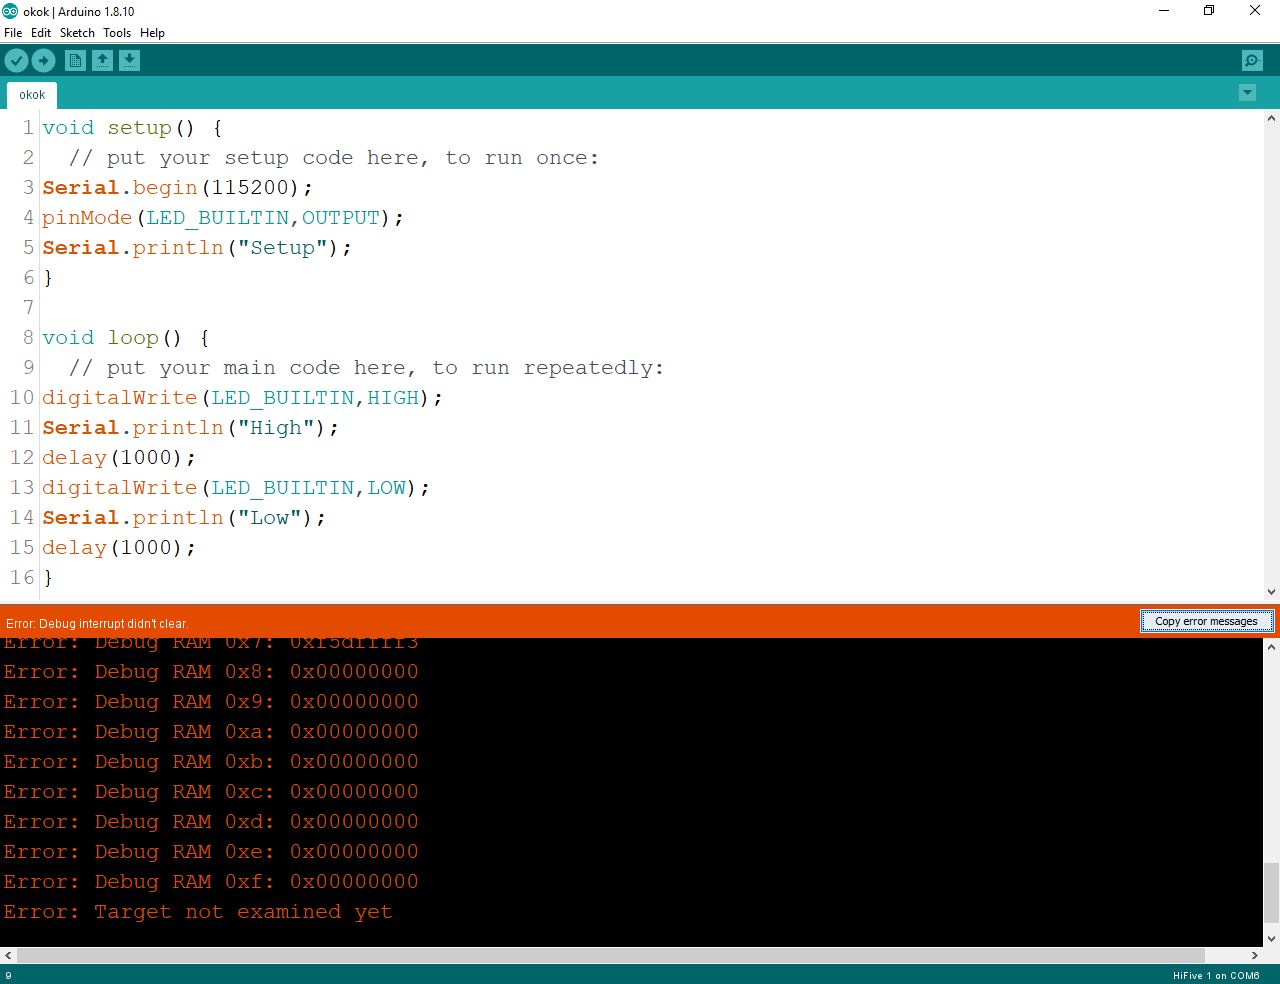 okok | Arduino 1.8.10
File Edit Sketch Tools Help
okok
1 void setup() {
2 // put your setup code here, to run once:
3 Serial.begin(115200);
4 pinMode(LED_BUILTIN,OUTPUT);
5 Serial.println("Setup");
6 }
7
8 void loop() {
9 // put your main code here, to run repeatedly:
10 digitalWrite(LED_BUILTIN,HIGH);
11 Serial.println("High");
12 delay(1000);
13 digitalWrite(LED_BUILTIN,LOW);
14 Serial.println("Low");
15 delay(1000);
16 }
Error: Debug interrupt didn't clear.
Copy error messages
Error: Debug RAM 0x7: 0xf5dffff3
Error: Debug RAM 0x8: 0x00000000
Error: Debug RAM 0x9: 0x00000000
Error: Debug RAM 0xa: 0x00000000
Error: Debug RAM 0xb: 0x00000000
Error: Debug RAM 0xc: 0x00000000
Error: Debug RAM 0xd: 0x00000000
Error: Debug RAM 0xe: 0x00000000
Error: Debug RAM 0xf: 0x00000000
Error: Target not examined yet
9
HiFive 1 on COM6